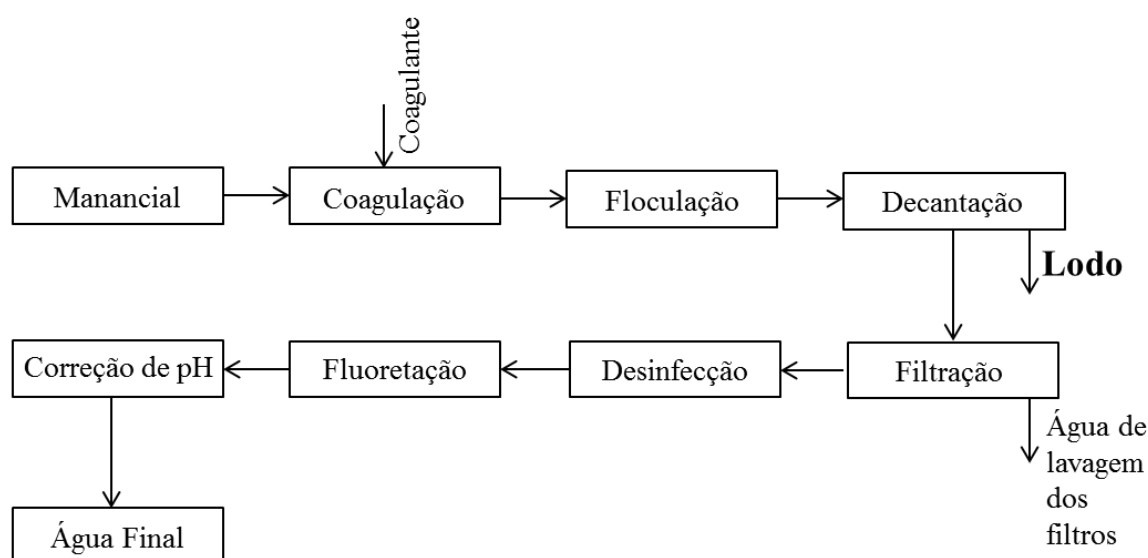 Coagulante
Manancial
Coagulação
Floculação
Decantação
Lodo
Correção de pH
Fluoretação
Desinfecção
Filtração
Água de
lavagem
dos
filtros
Água Final